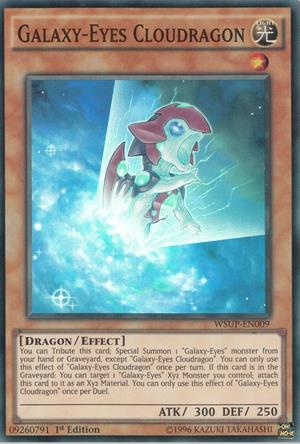 GALAXY-EYES CLOUDRAGON
LIGHT
光
WSUP-EN009
[DRAGON/EFFECT]
You can Tribute this card; Special Summon 1 "Galaxy-Eyes" monster
from your hand or Graveyard, except "Galaxy-Eyes Cloudragon". You can only use
this effect of "Galaxy-Eyes Cloudragon" once per turn. If this card is in the
Graveyard: You can target 1 "Galaxy-Eyes" Xyz Monster you control; attach
this card to it as an Xyz Material. You can only use this effect of "Galaxy-Eyes
Cloudragon" once per Duel.
ATK/ 300 DEF/ 250
09260791 1st Edition ©1996 KAZUKI TAKAHASHI